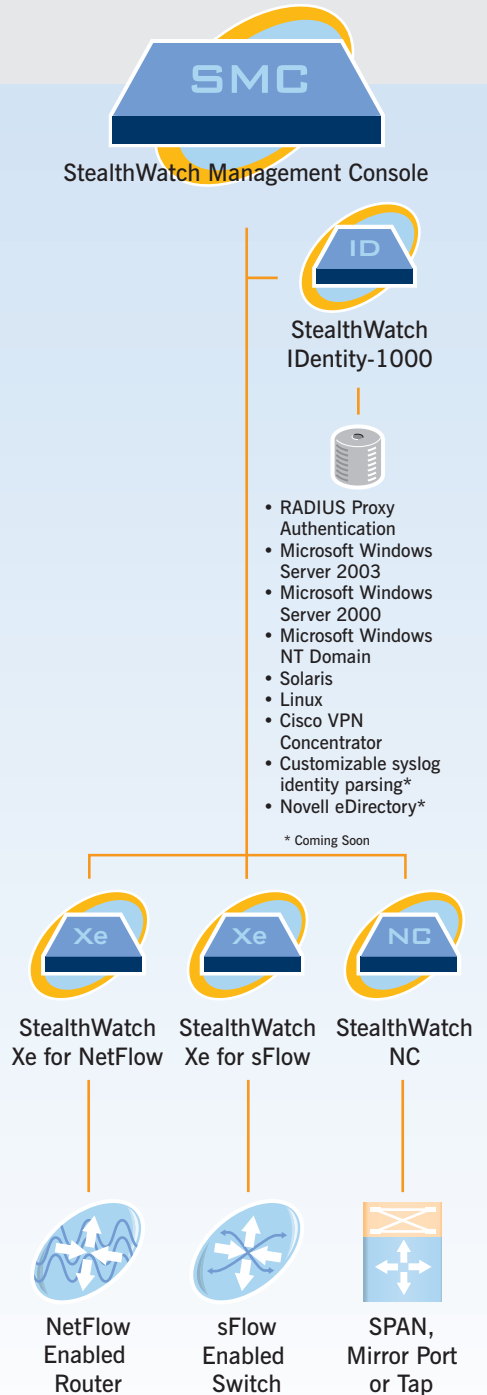 SMC
StealthWatch Management Console
ID
StealthWatch
IDentity-1000
• RADIUS Proxy
Authentication
• Microsoft Windows
Server 2003
• Microsoft Windows
Server 2000
• Microsoft Windows
NT Domain
• Solaris
• Linux
• Cisco VPN
Concentrator
• Customizable syslog
identity parsing*
• Novell eDirectory*
* Coming Soon
Xe
StealthWatch
Xe for NetFlow
Xe
StealthWatch
Xe for sFlow
NC
StealthWatch
NC
NetFlow
Enabled
Router
sFlow
Enabled
Switch
SPAN,
Mirror Port
or Tap